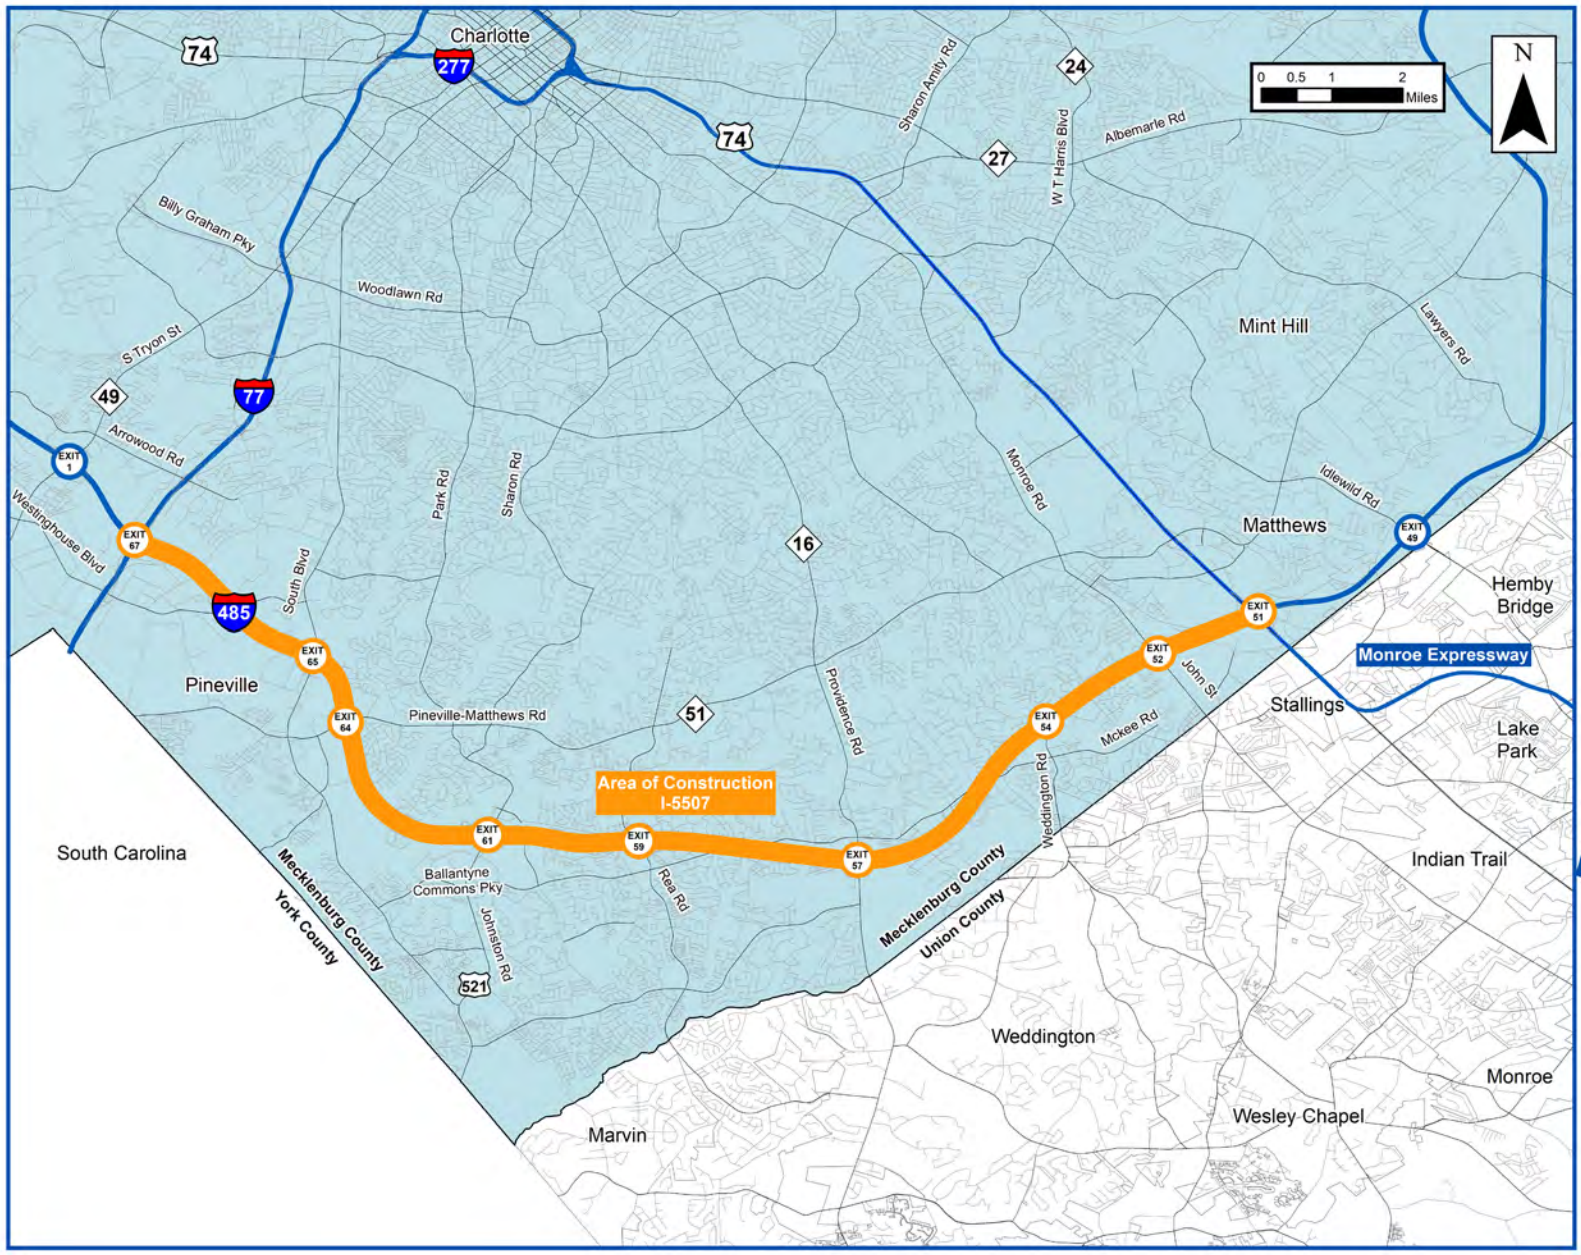 Charlotte
74
277
24
N
0 0.5 1 2
Miles
Sharon Amity Rd
74
Albemarle Rd
27
W T Harris Blvd
Billy Graham Pky
Woodlawn Rd
Mint Hill
Lawyers Rd
S Tryon St
49
77
Arrowood Rd
EXIT
1
Westinghouse Blvd
Park Rd
Sharon Rd
Monroe Rd
Idlewild Rd
Matthews
EXIT
49
EXIT
67
16
South Blvd
Hemby
Bridge
485
EXIT
51
EXIT
65
EXIT
52
Monroe Expressway
John St
Pineville
Stallings
Providence Rd
51
Pineville-Matthews Rd
EXIT
64
EXIT
54
Mckee Rd
Lake
Park
Weddington Rd
Area of Construction
I-5507
EXIT
61
EXIT
59
EXIT
57
South Carolina
Indian Trail
Ballantyne
Commons Pky
Rea Rd
Mecklenburg County
York County
Mecklenburg County
Union County
Johnston Rd
521
Weddington
Monroe
Wesley Chapel
Marvin